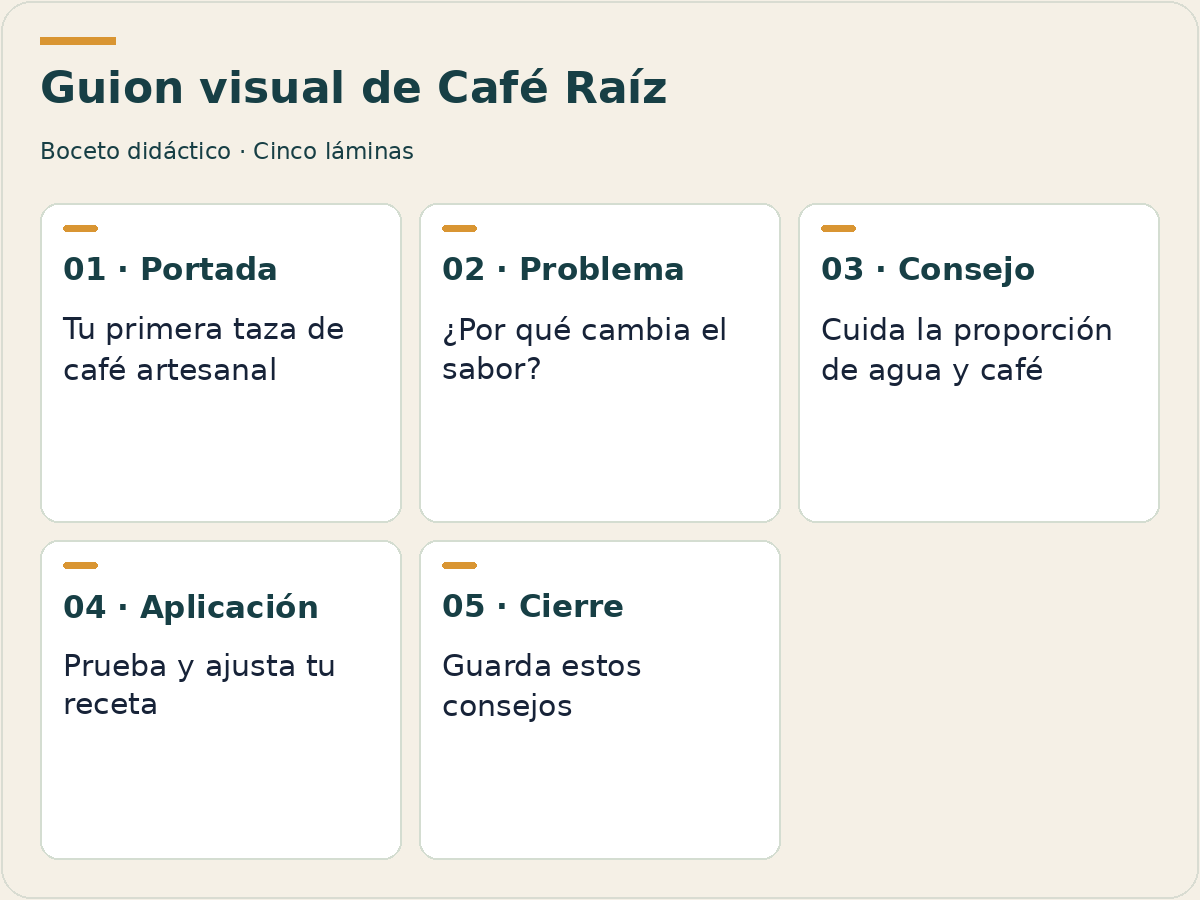 Guion visual de Café Raíz
Boceto didáctico · Cinco láminas
01 · Portada
Tu primera taza de
café artesanal
02 · Problema
¿Por qué cambia el
sabor?
03 · Consejo
Cuida la proporción
de agua y café
04 · Aplicación
Prueba y ajusta tu
receta
05 · Cierre
Guarda estos
consejos